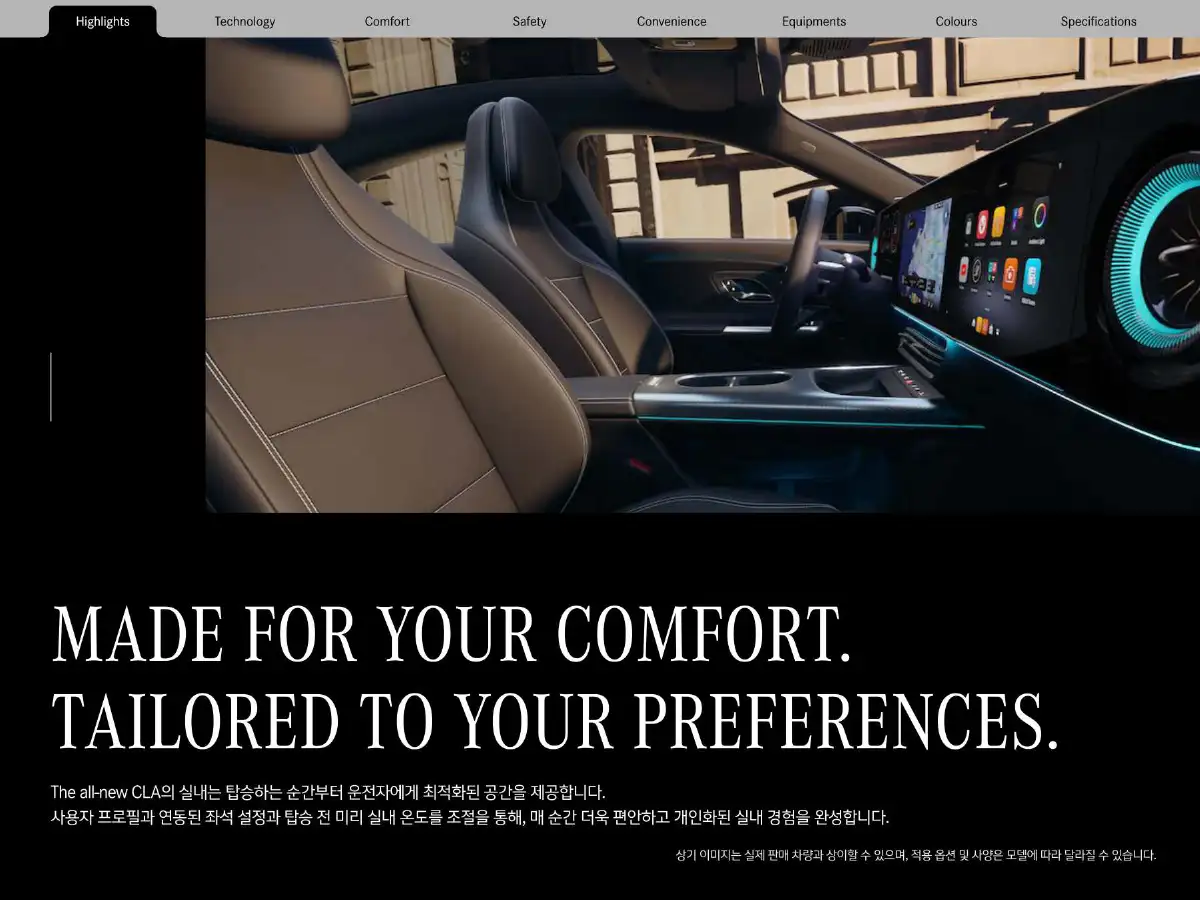 Highlights
Technology
Comfort
Safety
Convenience
Equipments
Colours
Specifications
MADE FOR YOUR COMFORT.
TAILORED TO YOUR PREFERENCES.
The all-new CLA의 실내는 탑승하는 순간부터 운전자에게 최적화된 공간을 제공합니다.
사용자 프로필과 연동된 좌석 설정과 탑승 전 미리 실내 온도를 조절을 통해, 매 순간 더욱 편안하고 개인화된 실내 경험을 완성합니다.
상기 이미지는 실제 판매 차량과 상이할 수 있으며, 적용 옵션 및 사양은 모델에 따라 달라질 수 있습니다.